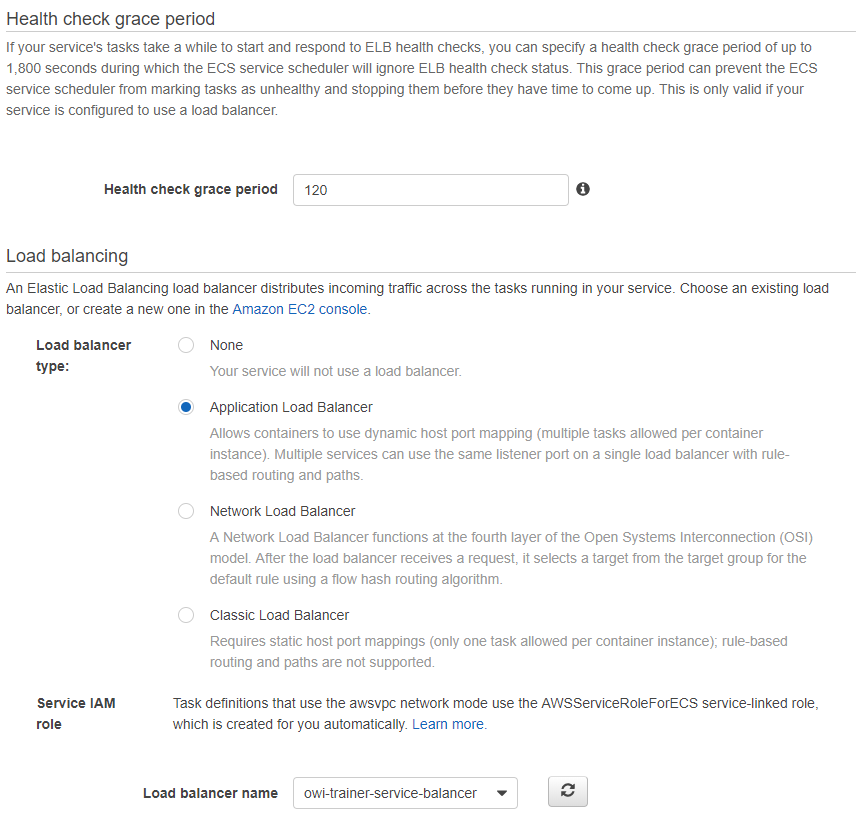 Health check grace period
If your service's tasks take a while to start and respond to ELB health checks, you can specify a health check grace period of up to
1,800 seconds during which the ECS service scheduler will ignore ELB health check status. This grace period can prevent the ECS
service scheduler from marking tasks as unhealthy and stopping them before they have time to come up. This is only valid if your
service is configured to use a load balancer.
Health check grace period 120
Load balancing
An Elastic Load Balancing load balancer distributes incoming traffic across the tasks running in your service. Choose an existing load
balancer, or create a new one in the Amazon EC2 console.
Load balancer type:
None
Your service will not use a load balancer.
Application Load Balancer
Allows containers to use dynamic host port mapping (multiple tasks allowed per container
instance). Multiple services can use the same listener port on a single load balancer with rule-
based routing and paths.
Network Load Balancer
A Network Load Balancer functions at the fourth layer of the Open Systems Interconnection (OSI)
model. After the load balancer receives a request, it selects a target from the target group for the
default rule using a flow hash routing algorithm.
Classic Load Balancer
Requires static host port mappings (only one task allowed per container instance); rule-based
routing and paths are not supported.
Service IAM
role
Task definitions that use the awsvpc network mode use the AWSServiceRoleForECS service-linked role,
which is created for you automatically. Learn more.
Load balancer name owi-trainer-service-balancer